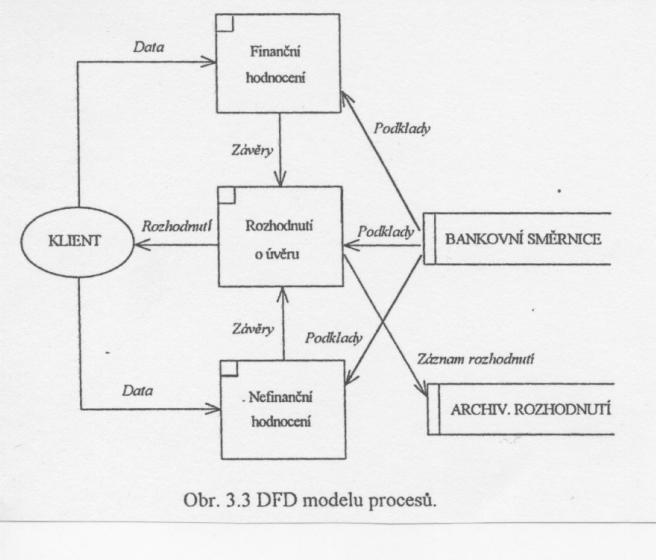 Data
Finanční
hodnocení
Podklady
Závěry
KLIENT
Rozhodnutí
Rozhodnutí
o úvěru
Podklady
BANKOVNÍ SMĚRNICE
Závěry
Podklady
Záznam rozhodnutí
Data
Nefinanční
hodnocení
ARCHIV. ROZHODNUTÍ
Obr. 3.3 DFD modelu procesů.